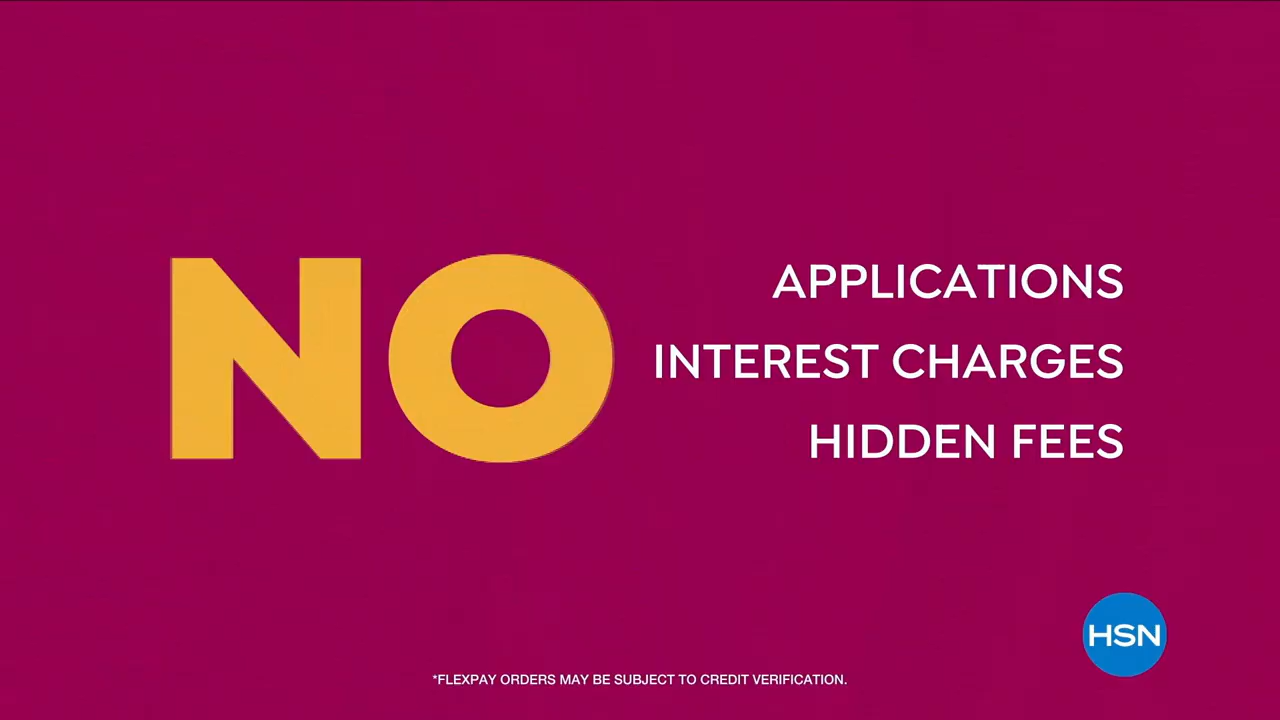 NO
APPLICATIONS
INTEREST CHARGES
HIDDEN FEES
HSN
*FLEXPAY ORDERS MAY BE SUBJECT TO CREDIT VERIFICATION.